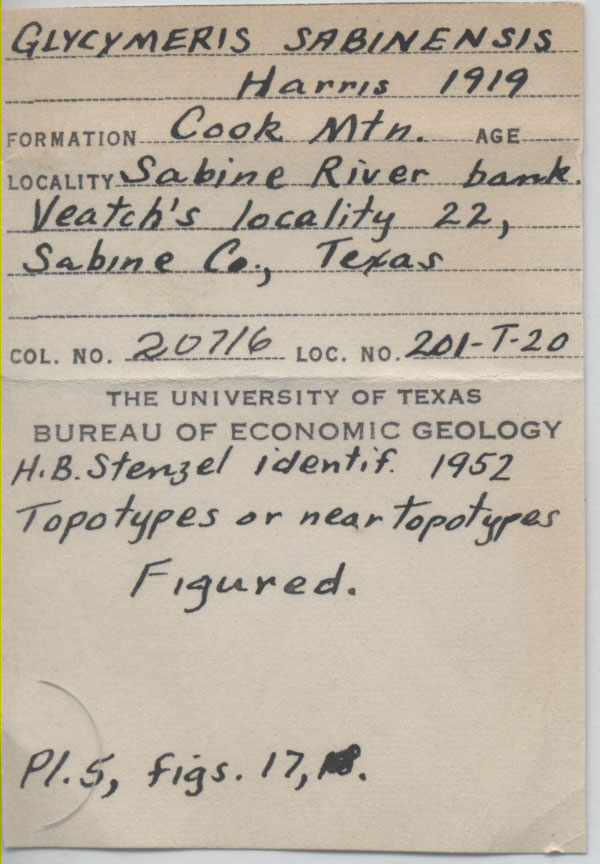 GLYCYMERIS SABINENSIS
Harris 1919
FORMATION Cook Mtn. AGE
LOCALITY Sabine River bank.
Veatch's locality 22,
Sabine Co., Texas
COL. NO. 20716 LOC. NO. 201-T-20
THE UNIVERSITY OF TEXAS
BUREAU OF ECONOMIC GEOLOGY
H.B. Stenzel identif. 1952
Topotypes or near topotypes
Figured.
Pl. 5, figs. 17, 18.